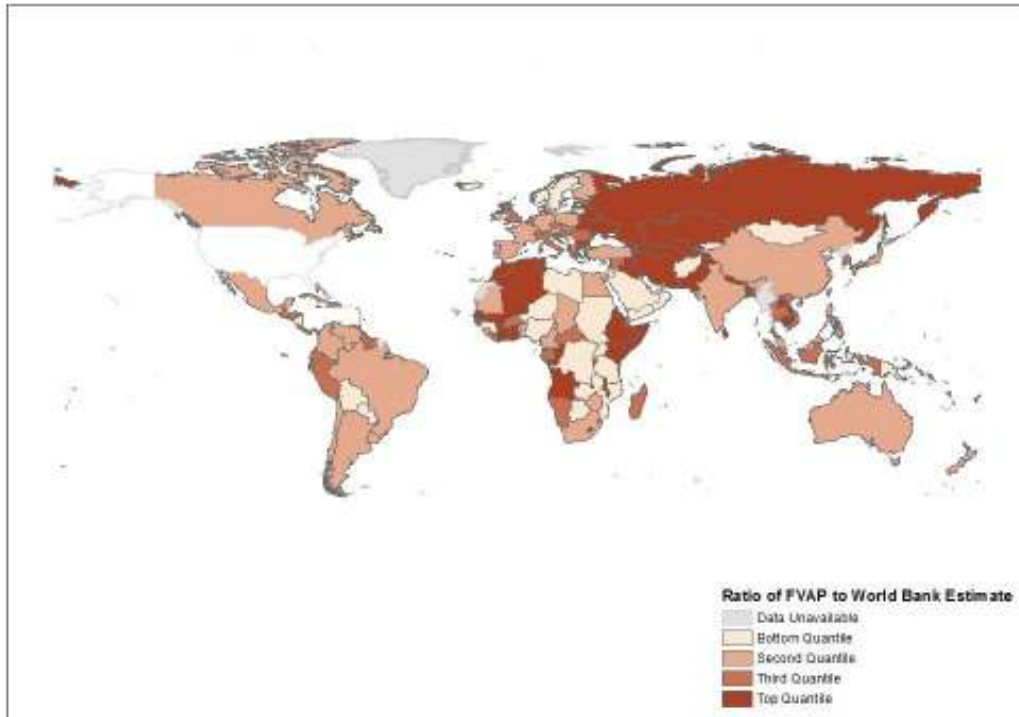 Ratio of FVAP to World Bank Estimate
Data Unavailable
Bottom Quantile
Second Quantile
Third Quantile
Top Quantile